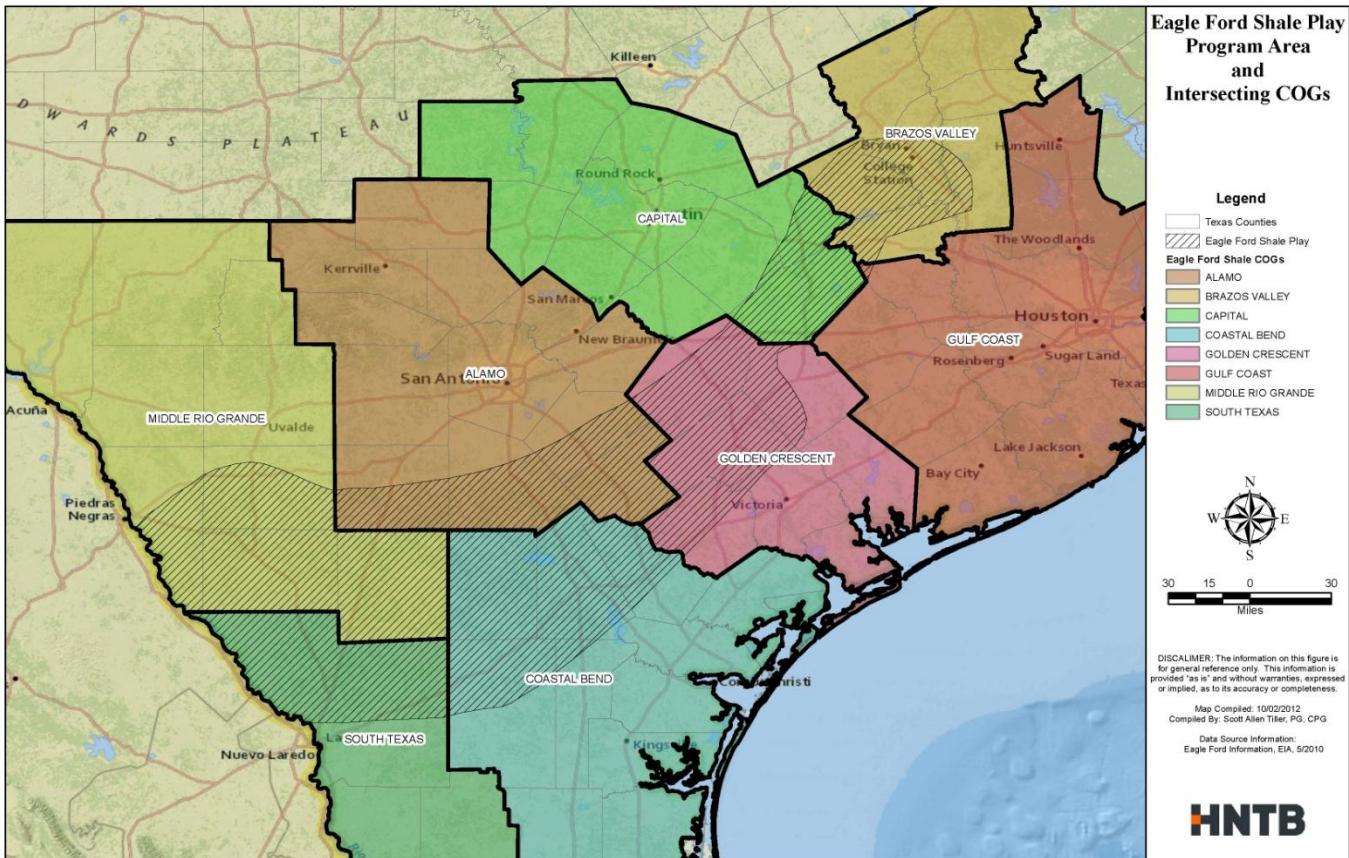 Eagle Ford Shale Play
Program Area
and
Intersecting COGs
Legend
Texas Counties
Eagle Ford Shale Play
Eagle Ford Shale COGs
ALAMO
BRAZOS VALLEY
CAPITAL
COASTAL BEND
GOLDEN CRESCENT
GULF COAST
MIDDLE RIO GRANDE
SOUTH TEXAS
N
W E
S
30 15 0 30
Miles
DISCALIMER: The information on this figure is
for general reference only. This information is
provided "as is" and without warranties, expressed
or implied, as to its accuracy or completeness.
Map Compiled: 10/02/2012
Compiled By: Scott Allen Tiller, PG, CPG
Data Source Information:
Eagle Ford Information, EIA, 5/2010
HNTB
Killeen
DWARDS PLATEAU
BRAZOS VALLEY
Bryan
College
Station
Huntsville
Round Rock
CAPITAL
The Woodlands
Kerrville
San Marcos
New Braun
Houston
GULF COAST
Rosenberg
Sugar Land
Texas
San Antonio
ALAMO
Acuña
MIDDLE RIO GRANDE
Uvalde
GOLDEN CRESCENT
Lake Jackson
Bay City
Piedras
Negras
Victoria
COASTAL BEND
Nuevo Laredo
SOUTH TEXAS